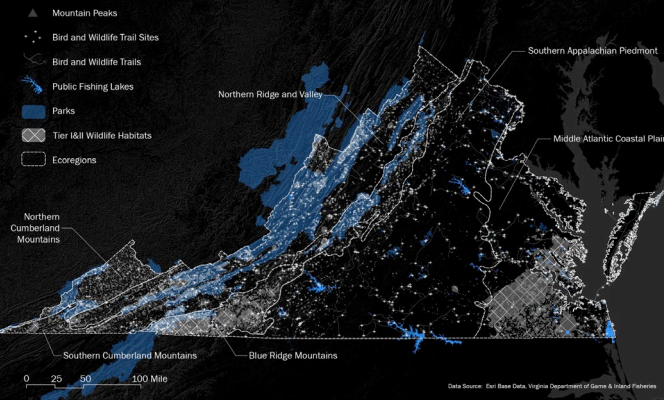 Mountain Peaks
Bird and Wildlife Trail Sites
Bird and Wildlife Trails
Public Fishing Lakes
Parks
Tier I&II Wildlife Habitats
Ecoregions
Southern Appalachian Piedmont
Northern Ridge and Valley
Middle Atlantic Coastal Plain
Northern
Cumberland
Mountains
Southern Cumberland Mountains
Blue Ridge Mountains
0 25 50 100 Mile
Data Source: Esri Base Data, Virginia Department of Game & Inland Fisheries